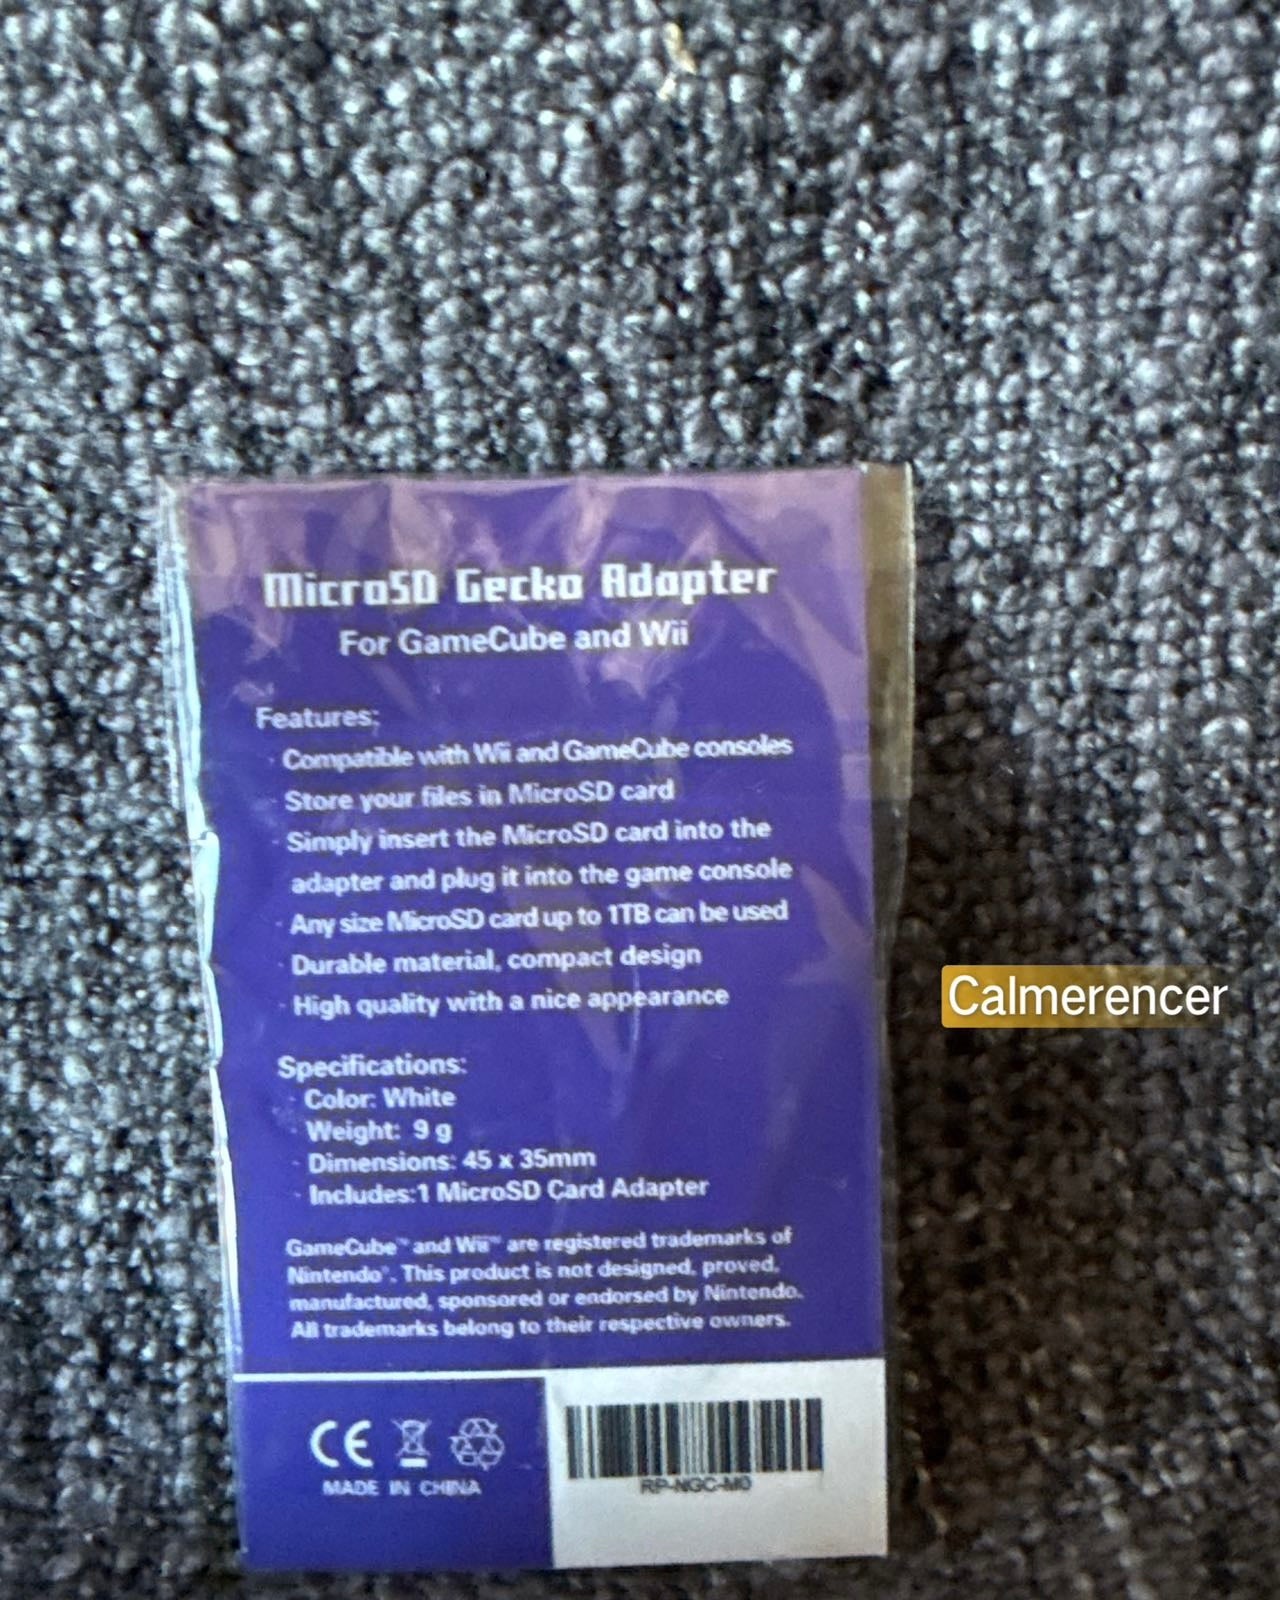 MicroSD Gecko Adapter
For GameCube and Wii
Features:
· Compatible with Wii and GameCube consoles
· Store your files in MicroSD card
· Simply insert the MicroSD card into the
adapter and plug it into the game console
· Any size MicroSD card up to 1TB can be used
· Durable material, compact design
· High quality with a nice appearance
Calmerencer
Specifications:
· Color: White
· Weight: 9 g
· Dimensions: 45 x 35mm
· Includes:1 MicroSD Card Adapter
GameCube™ and Wii™ are registered trademarks of
Nintendo®. This product is not designed, proved,
manufactured, sponsored or endorsed by Nintendo.
All trademarks belong to their respective owners.
CE
MADE IN CHINA
RP-NGC-M0